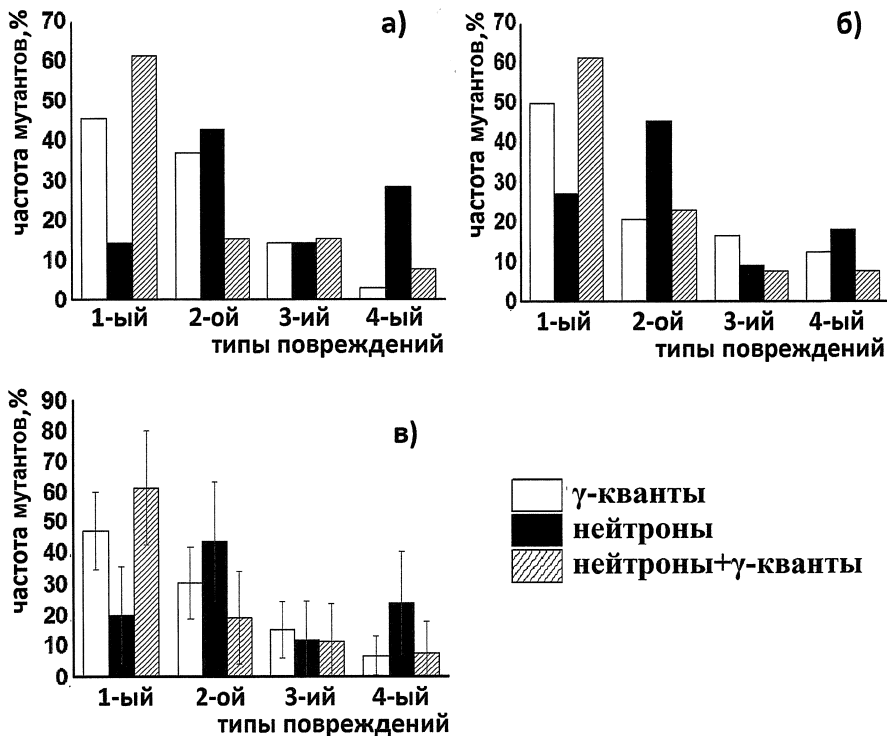 70
60
50
40
30
20
10
0
частота мутантов,%
а)
1-ый 2-ой 3-ий 4-ый
типы повреждений
70
60
50
40
30
20
10
0
частота мутантов,%
б)
1-ый 2-ой 3-ий 4-ый
типы повреждений
90
80
70
60
50
40
30
20
10
0
частота мутантов,%
в)
1-ый 2-ой 3-ий 4-ый
типы повреждений
γ-кванты
нейтроны
нейтроны+γ-кванты